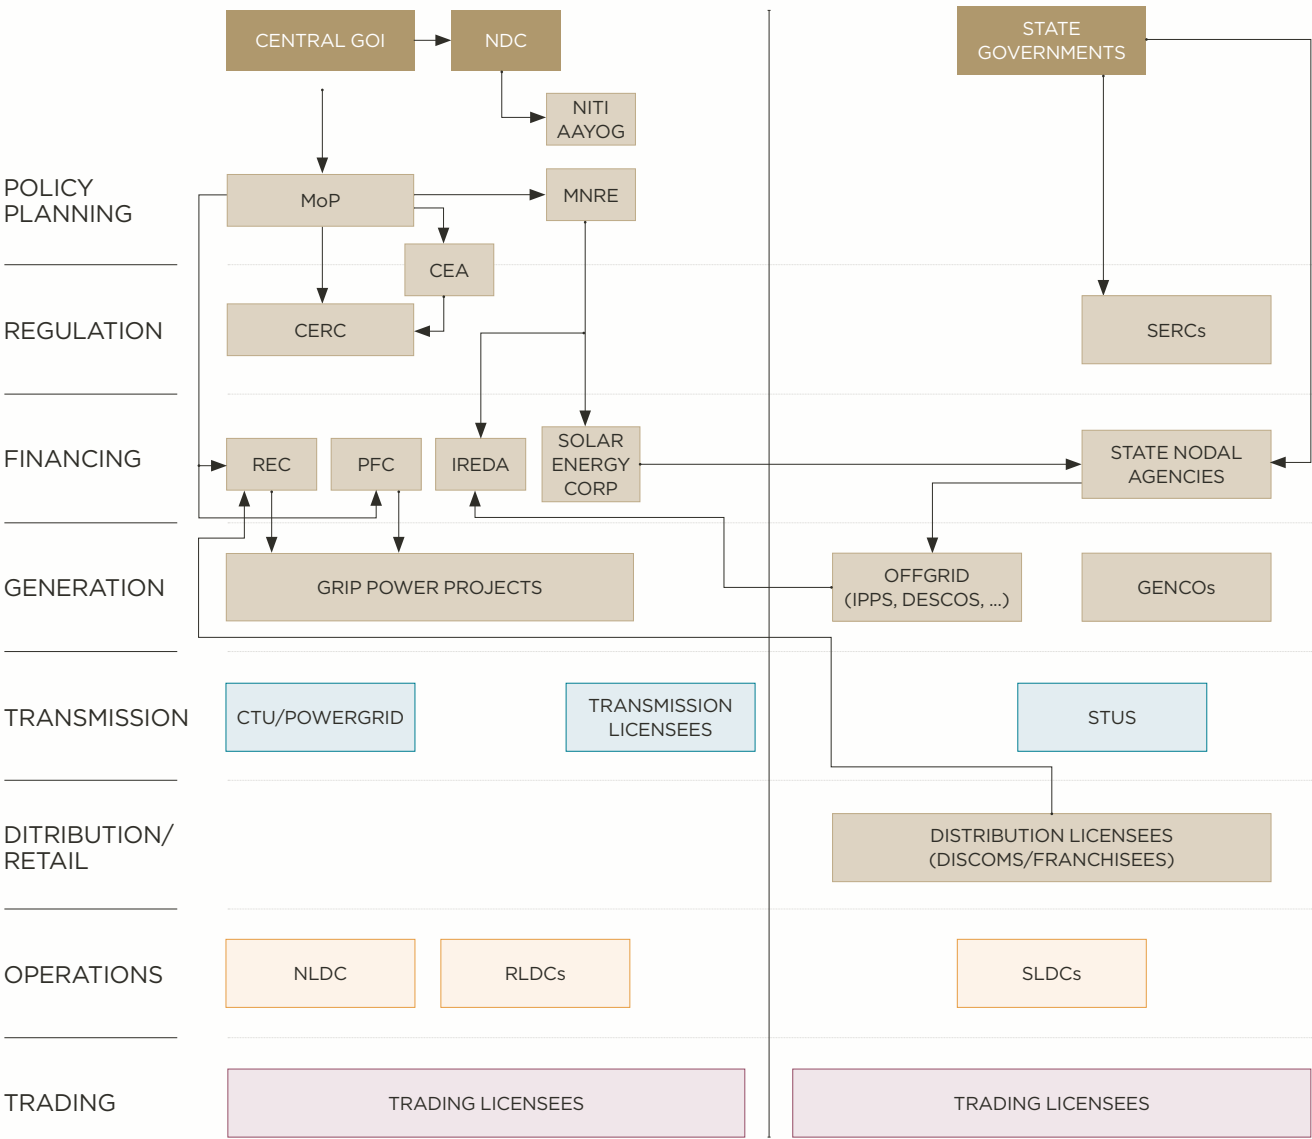 CENTRAL GOI
NDC
STATE
GOVERNMENTS
NITI
AAYOG
POLICY
PLANNING
MoP
MNRE
CEA
REGULATION
CERC
SERCs
FINANCING
REC
PFC
IREDA
SOLAR
ENERGY
CORP
STATE NODAL
AGENCIES
GENERATION
GRIP POWER PROJECTS
OFFGRID
(IPPS, DESCOS, ...)
GENCOs
TRANSMISSION
CTU/POWERGRID
TRANSMISSION
LICENSEES
STUS
DITRIBUTION/
RETAIL
DISTRIBUTION LICENSEES
(DISCOMS/FRANCHISEES)
OPERATIONS
NLDC
RLDCs
SLDCs
TRADING
TRADING LICENSEES
TRADING LICENSEES